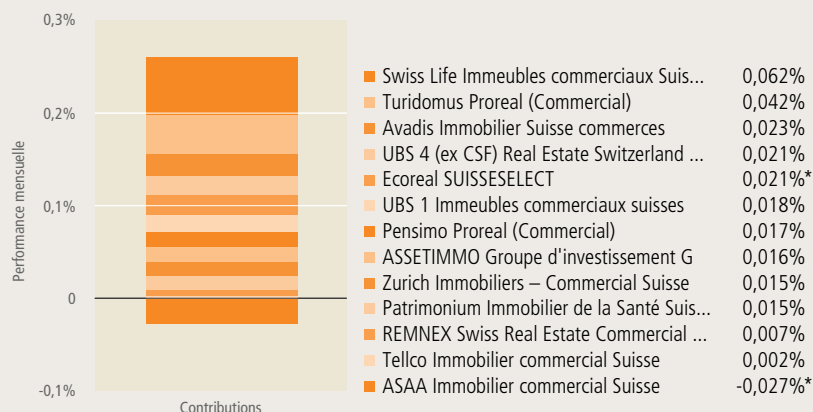 0,3%
0,2%
0,1%
0
-0,1%
Performance mensuelle
Contributions
Swiss Life Immeubles commerciaux Suis... 0,062%
Turidomus Proreal (Commercial) 0,042%
Avadis Immobilier Suisse commerces 0,023%
UBS 4 (ex CSF) Real Estate Switzerland ... 0,021%
Ecoreal SUISSESELECT 0,021%*
UBS 1 Immeubles commerciaux suisses 0,018%
Pensimo Proreal (Commercial) 0,017%
ASSETIMMO Groupe d'investissement G 0,016%
Zurich Immobiliers – Commercial Suisse 0,015%
Patrimonium Immobilier de la Santé Suis... 0,015%
REMNEX Swiss Real Estate Commercial ... 0,007%
Tellco Immobilier commercial Suisse 0,002%
ASAA Immobilier commercial Suisse -0,027%*